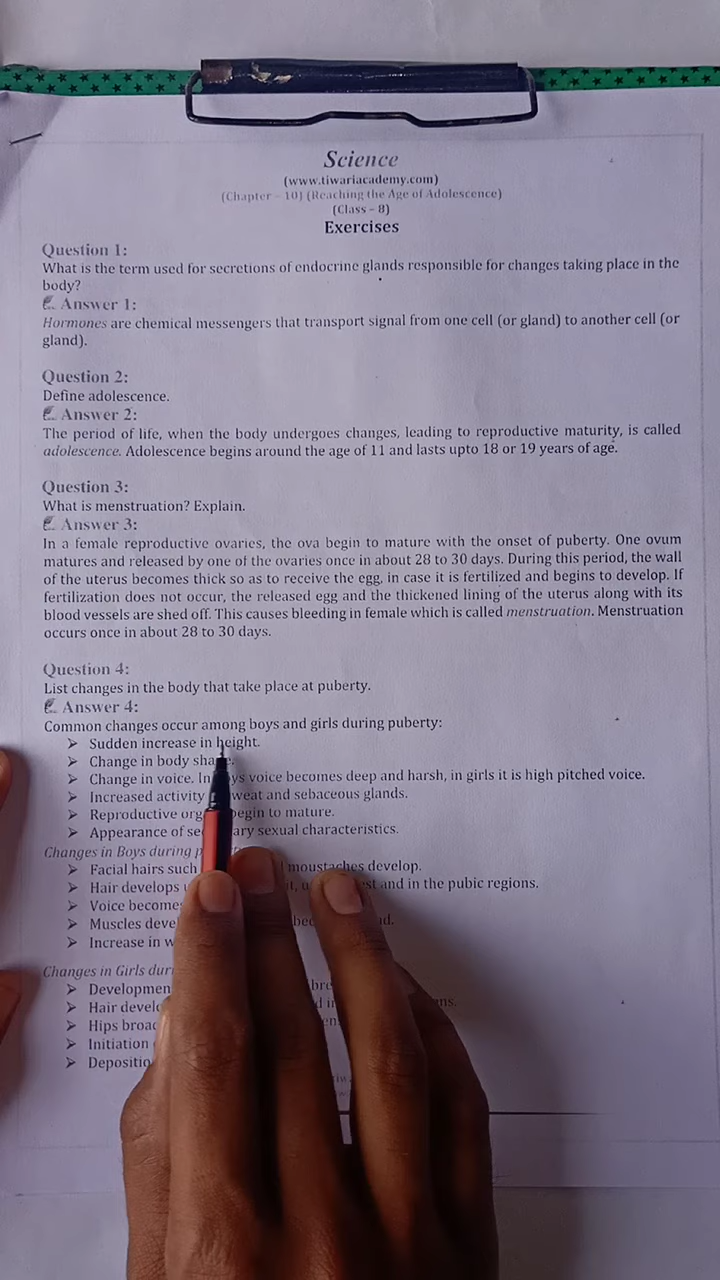 Science
(www.tiwariacademy.com)
(Chapter – 10) (Reaching the Age of Adolescence)
(Class – 8)
Exercises
Question 1:
What is the term used for secretions of endocrine glands responsible for changes taking place in the
body?
Answer 1:
Hormones are chemical messengers that transport signal from one cell (or gland) to another cell (or
gland).
Question 2:
Define adolescence.
Answer 2:
The period of life, when the body undergoes changes, leading to reproductive maturity, is called
adolescence. Adolescence begins around the age of 11 and lasts upto 18 or 19 years of age.
Question 3:
What is menstruation? Explain.
Answer 3:
In a female reproductive ovaries, the ova begin to mature with the onset of puberty. One ovum
matures and released by one of the ovaries once in about 28 to 30 days. During this period, the wall
of the uterus becomes thick so as to receive the egg, in case it is fertilized and begins to develop. If
fertilization does not occur, the released egg and the thickened lining of the uterus along with its
blood vessels are shed off. This causes bleeding in female which is called menstruation. Menstruation
occurs once in about 28 to 30 days.
Question 4:
List changes in the body that take place at puberty.
Answer 4:
Common changes occur among boys and girls during puberty:
➤ Sudden increase in height.
➤ Change in body
➤ Change in voice. In voice becomes deep and harsh, in girls it is high pitched voice.
➤ Increased activity and sebaceous glands.
➤ Reproductive begin to mature.
➤ Appearance of sexual characteristics.
Changes in Boys during
➤ Facial hairs such moustaches develop.
➤ Hair develops and in the pubic regions.
➤ Voice
➤ Muscles
➤ Increase in
Changes in Girls
➤
➤ Hair
➤ Hips
➤ Initiation
➤